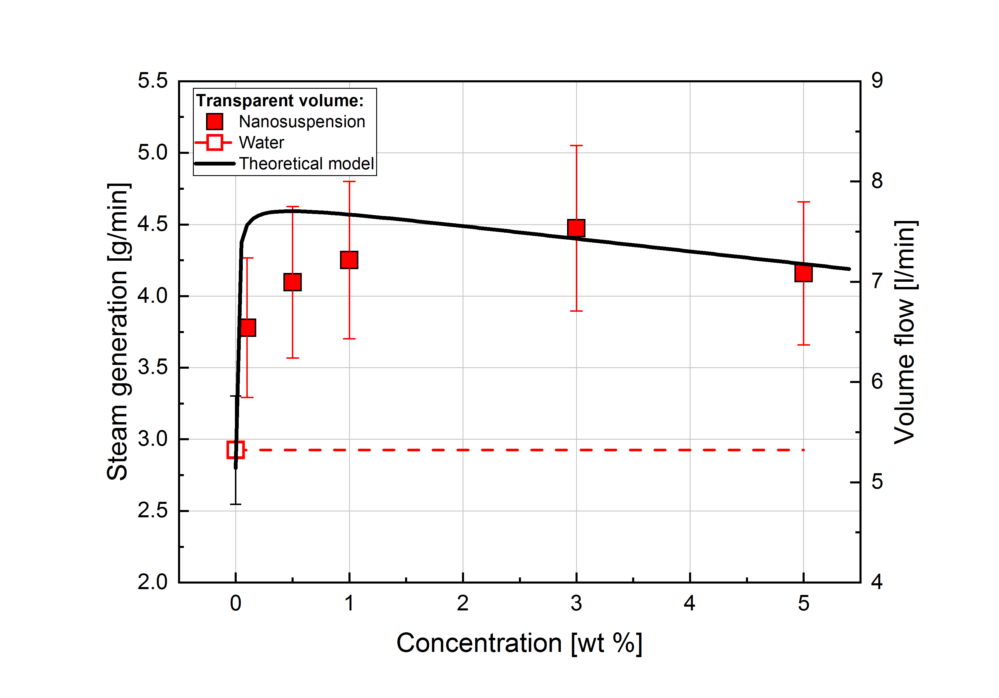 5.5
5.0
4.5
4.0
3.5
3.0
2.5
2.0
Steam generation [g/min]
Transparent volume:
Nanosuspension
Water
Theoretical model
9
8
7
6
5
4
Volume flow [l/min]
0 1 2 3 4 5
Concentration [wt %]